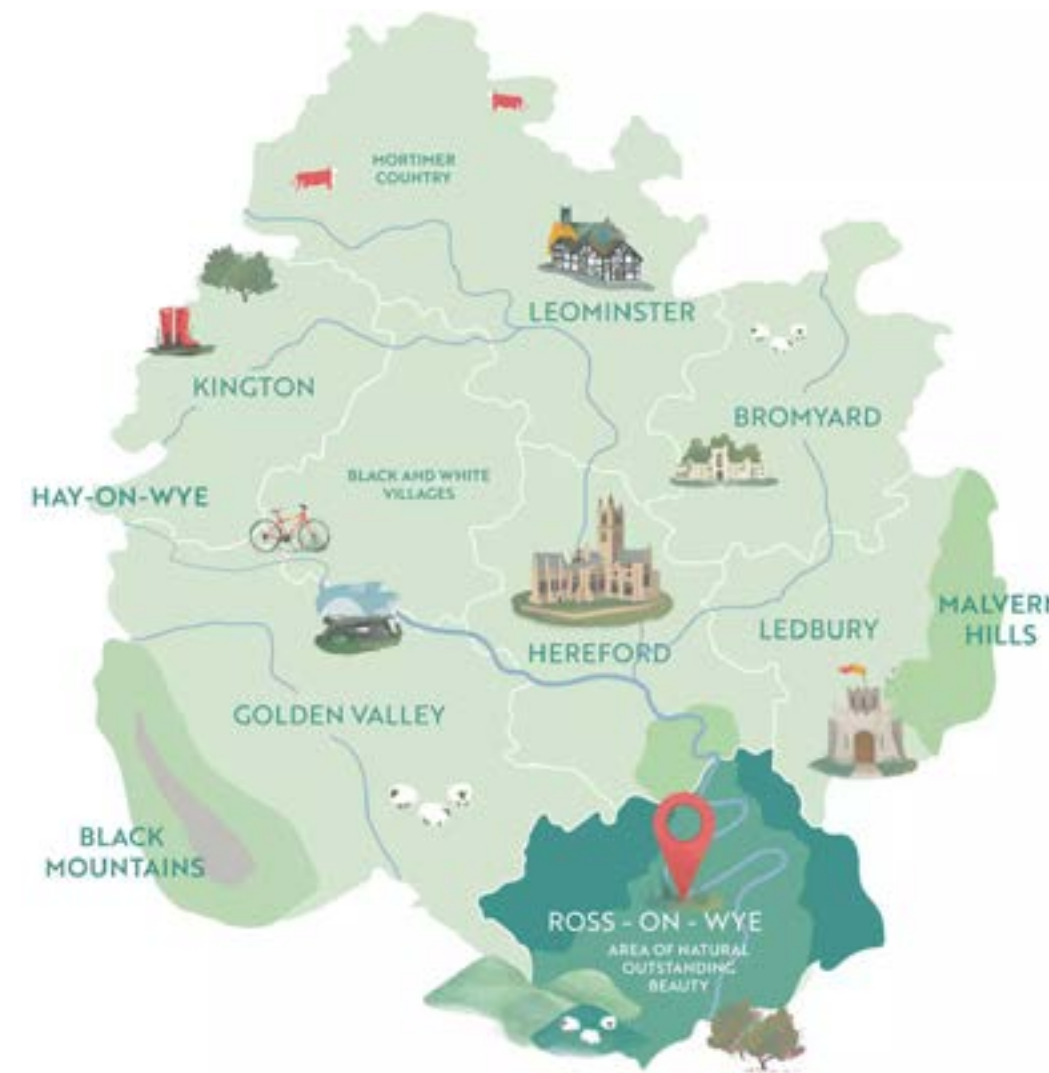 MORTIMER
COUNTRY
LEOMINSTER
KINGTON
BROMYARD
BLACK AND WHITE
VILLAGES
HAY-ON-WYE
MALVERN
HILLS
LEDBURY
HEREFORD
GOLDEN VALLEY
BLACK
MOUNTAINS
ROSS - ON - WYE
AREA OF NATURAL
OUTSTANDING
BEAUTY